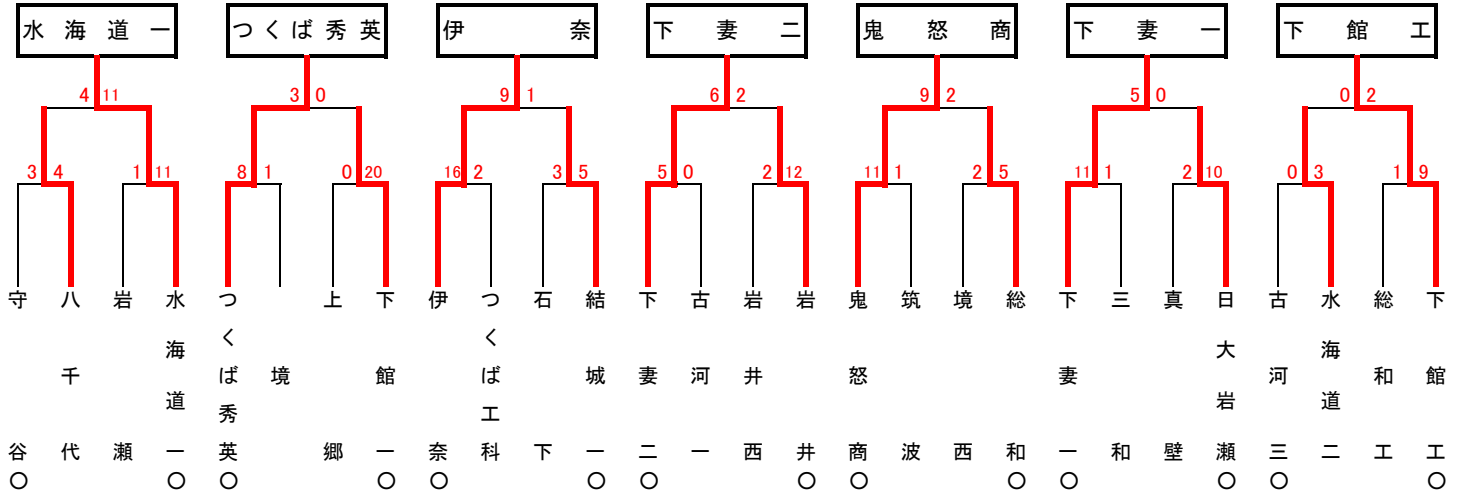 水海道一 つくば秀英 伊奈 下妻二 鬼怒商 下妻一 下館工
4 11 3 0 9 1 6 2 9 2 5 0 0 2
3 4 1 11 8 1 0 20 16 2 3 5 5 0 2 12 11 1 2 5 11 1 2 10 0 3 1 9
守谷
八千代
岩瀬
水海道一○
つくば秀英○
境
上郷
下館一○
伊奈○
つくば工科
石下
結城一○
下妻二○
古河一
岩井西
岩井○
鬼怒商○
筑波
境西
総和○
下妻一○
三和
真壁
日大岩瀬○
古河三○
水海道二
総和工
下館工○